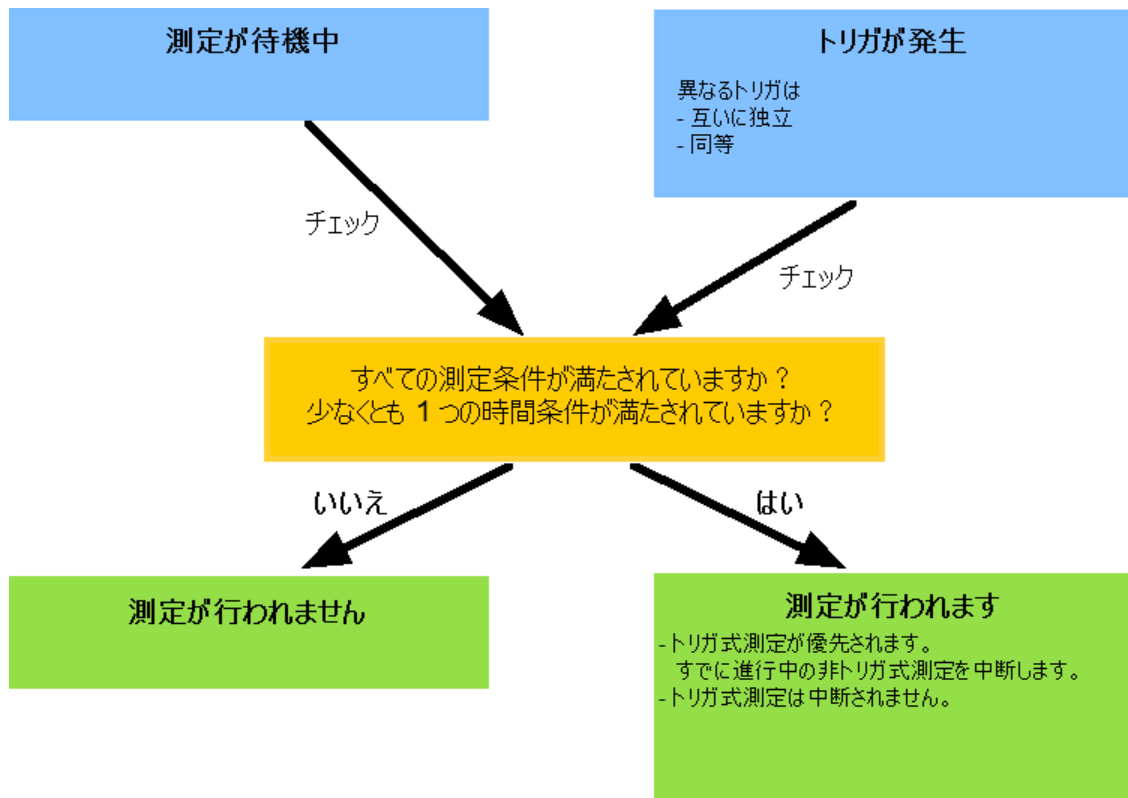 測定が待機中
トリガが発生
異なるトリガは
- 互いに独立
- 同等
チェック
チェック
すべての測定条件が満たされていますか？
少なくとも 1 つの時間条件が満たされていますか？
いいえ
はい
測定が行われません
測定が行われます
-トリガ式測定が優先されます。
すでに進行中の非トリガ式測定を中断します。
-トリガ式測定は中断されません。